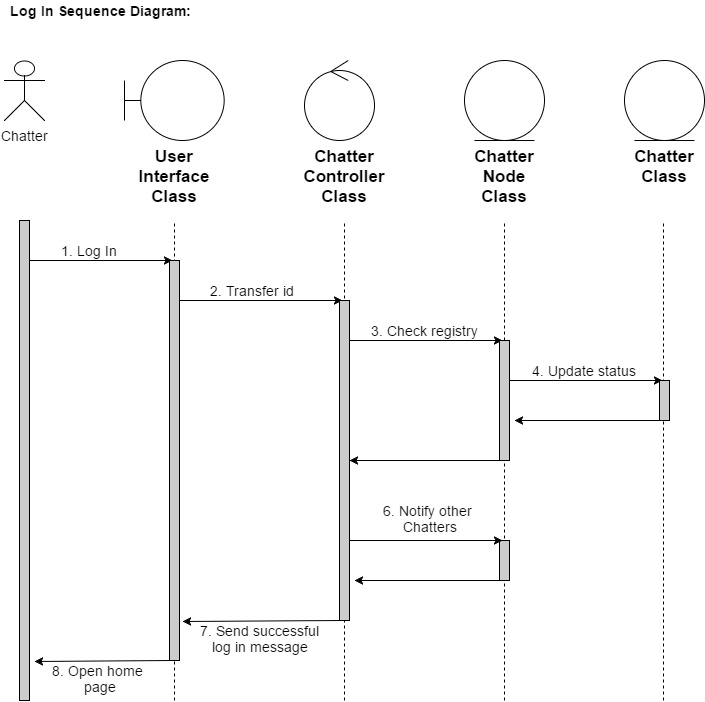 Log In Sequence Diagram:
Chatter
User
Interface
Class
Chatter
Controller
Class
Chatter
Node
Class
Chatter
Class
1. Log In
2. Transfer id
3. Check registry
4. Update status
6. Notify other
Chatters
7. Send successful
log in message
8. Open home
page